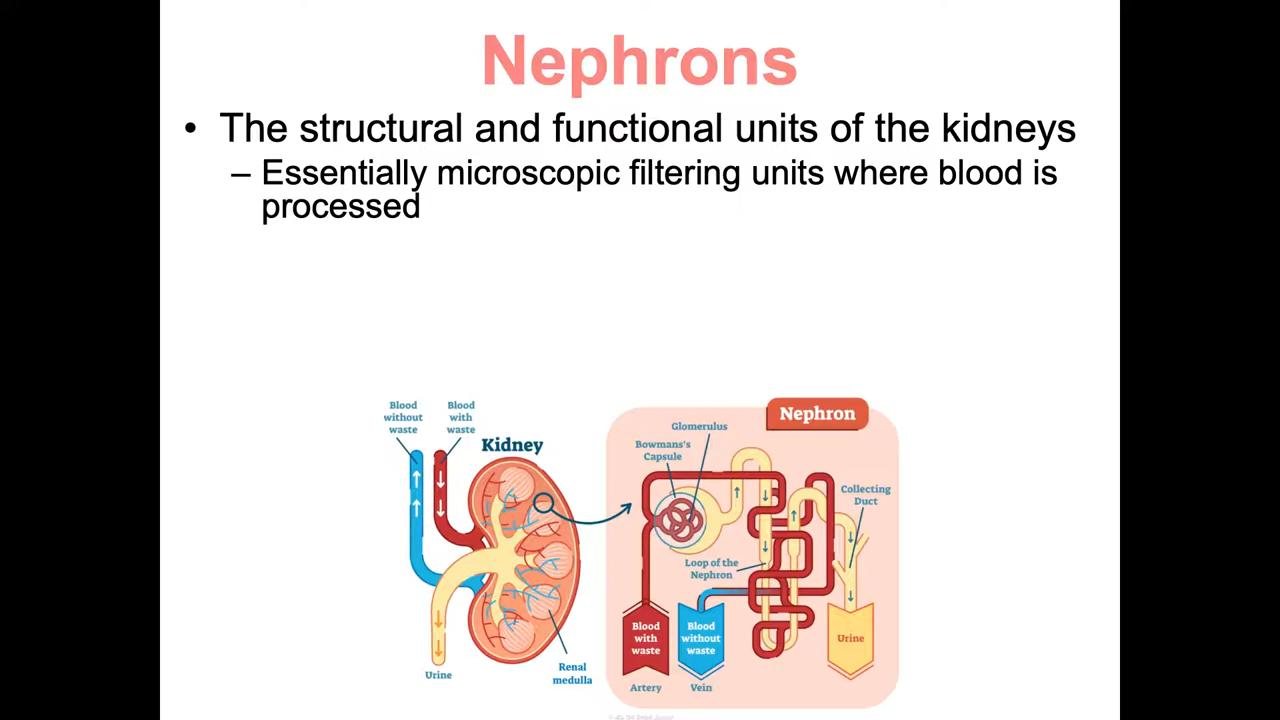 Nephrons
• The structural and functional units of the kidneys
– Essentially microscopic filtering units where blood is
processed
Blood
without
waste
Blood
with
waste
Kidney
Urine
Renal
medulla
Nephron
Glomerulus
Bowmans's
Capsule
Collecting
Duct
Loop of the
Nephron
Blood
with
waste
Blood
without
waste
Urine
Artery
Vein